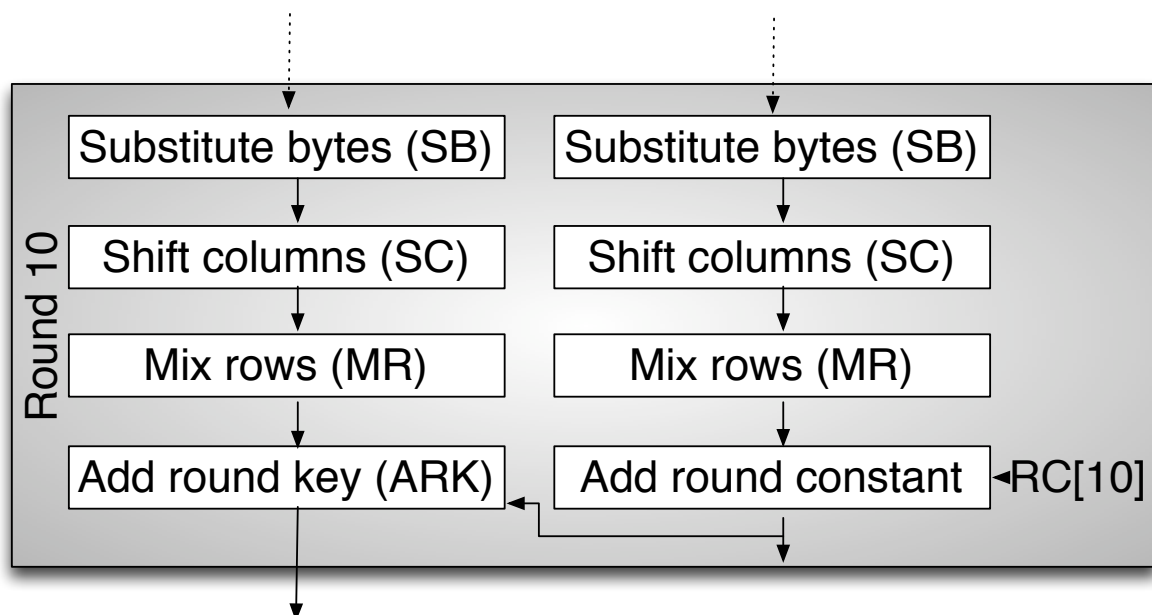 Substitute bytes (SB)
Substitute bytes (SB)
Shift columns (SC)
Shift columns (SC)
Round 10
Mix rows (MR)
Mix rows (MR)
Add round key (ARK)
Add round constant
RC[10]